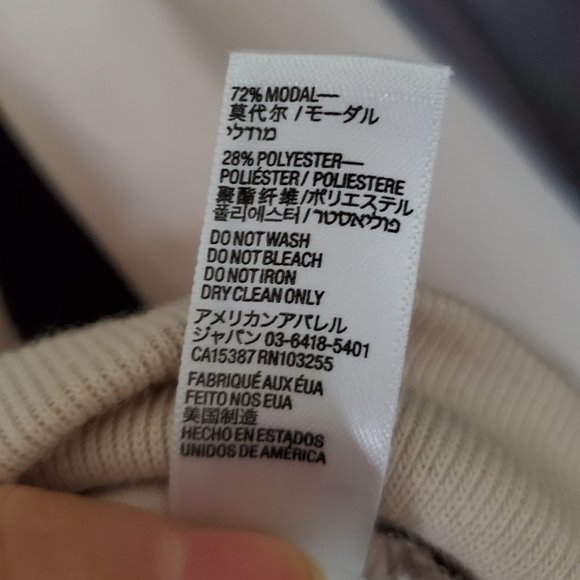 72% MODAL—
莫代尔 /モーダル
מודלי
28% POLYESTER—
POLIÉSTER/ POLIESTERE
聚酯纤维/ポリエステル
폴리에스터/פוליאסטר
DO NOT WASH
DO NOT BLEACH
DO NOT IRON
DRY CLEAN ONLY
アメリカンアパレル
ジャパン 03-6418-5401
CA15387 RN103255
FABRIQUÉ AUX ÉUA
FEITO NOS EUA
美国制造
HECHO EN ESTADOS
UNIDOS DE AMÉRICA